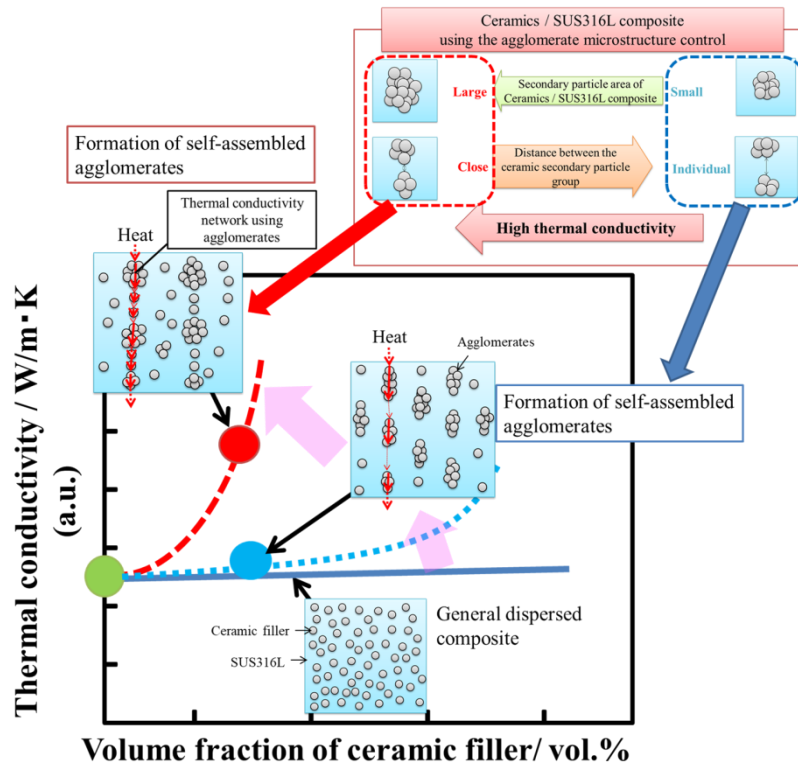 Ceramics / SUS316L composite
using the agglomerate microstructure control
Large
Secondary particle area of
Ceramics / SUS316L composite
Small
Close
Distance between the
ceramic secondary particle
group
Individual
High thermal conductivity
Formation of self-assembled
agglomerates
Thermal conductivity
network using
agglomerates
Heat
Heat
Agglomerates
Formation of self-assembled
agglomerates
General dispersed
composite
Ceramic filler
SUS316L
Thermal conductivity / W/m・K
(a.u.)
Volume fraction of ceramic filler/ vol.%